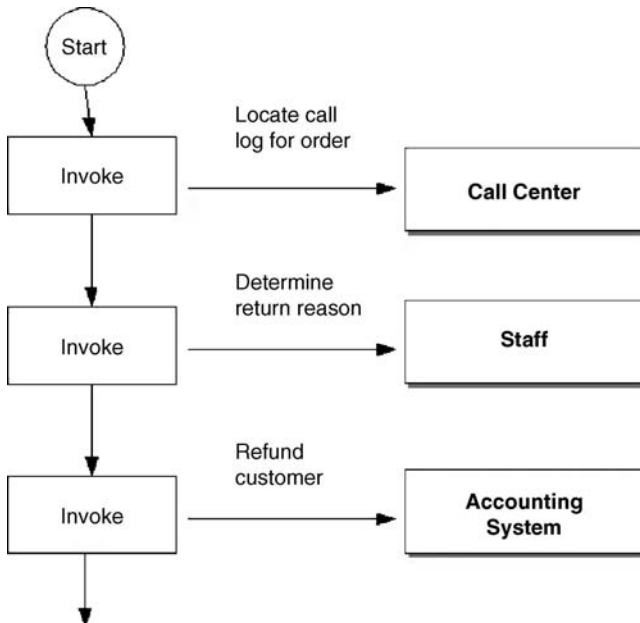 Start
Locate call
log for order
Invoke
Call Center
Determine
return reason
Invoke
Staff
Refund
customer
Invoke
Accounting
System